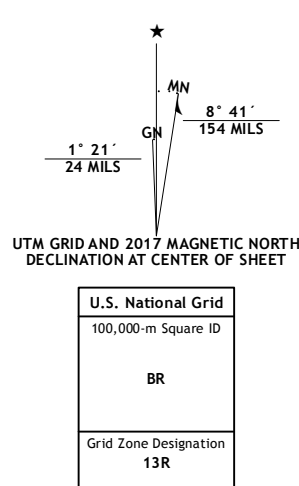 ★
MN
8° 41´
154 MILS
GN
1° 21´
24 MILS
UTM GRID AND 2017 MAGNETIC NORTH
DECLINATION AT CENTER OF SHEET
U.S. National Grid
100,000-m Square ID
BR
Grid Zone Designation
13R